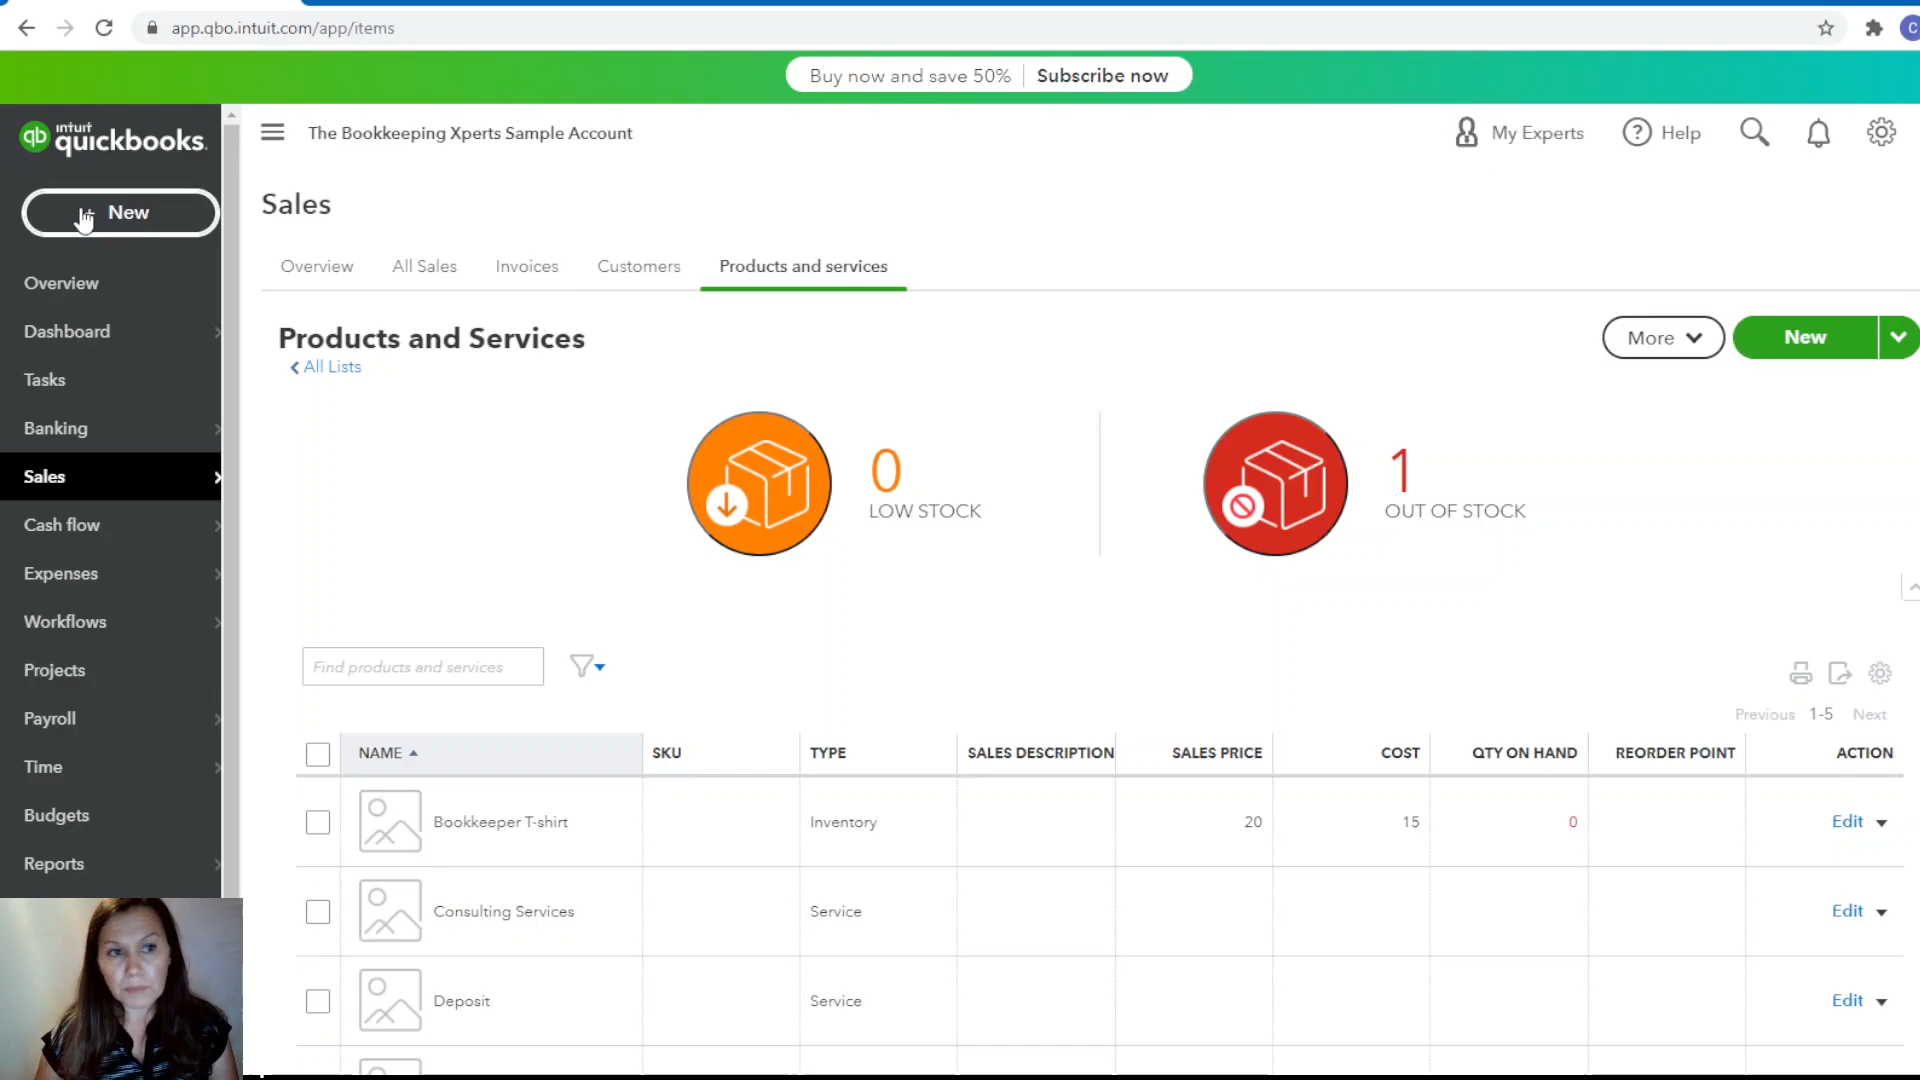 app.qbo.intuit.com/app/items
C
Buy now and save 50% Subscribe now
qb intuit quickbooks.
The Bookkeeping Xperts Sample Account
My Experts
? Help
New
Sales
Overview
All Sales
Invoices
Customers
Products and services
Overview
Dashboard
Tasks
Banking
Sales
Cash flow
Expenses
Workflows
Projects
Payroll
Time
Budgets
Reports
Products and Services
All Lists
More
New
0
LOW STOCK
1
OUT OF STOCK
Find products and services
Previous 1-5 Next
NAME SKU TYPE SALES DESCRIPTION SALES PRICE COST QTY ON HAND REORDER POINT ACTION
Bookkeeper T-shirt Inventory 20 15 0 Edit
Consulting Services Service Edit
Deposit Service Edit